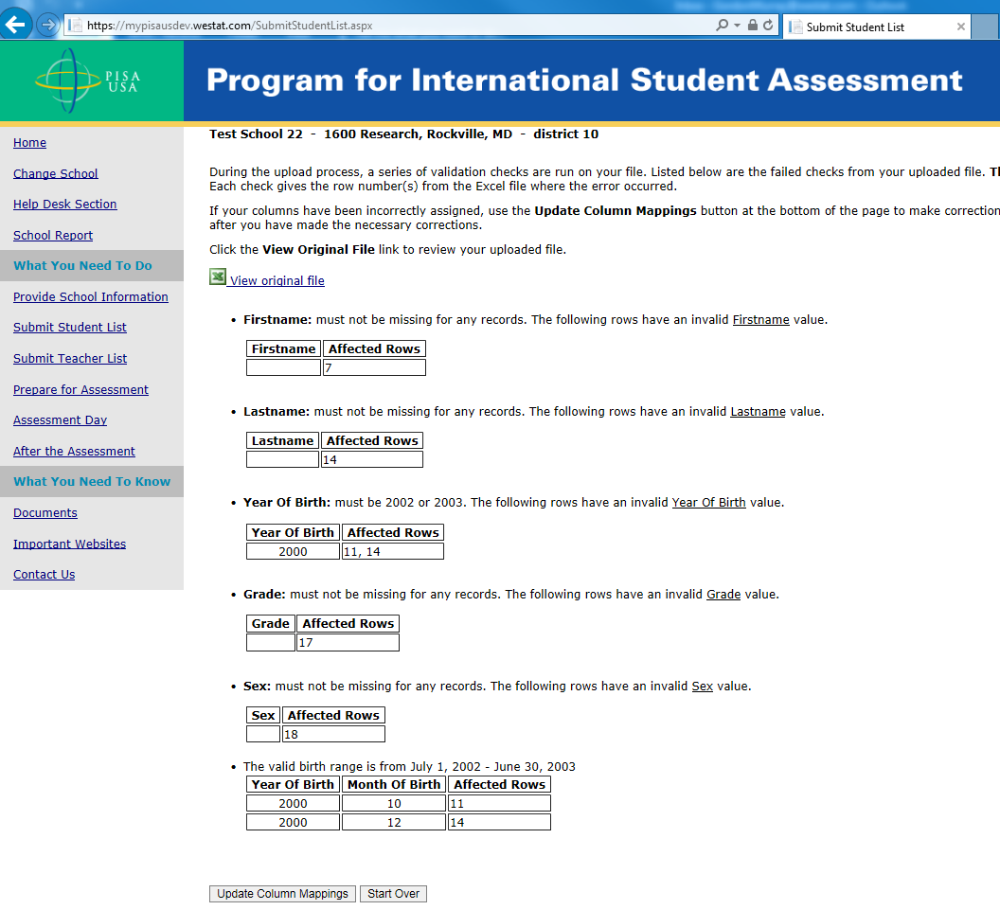 https://mypisausdev.westat.com/SubmitStudentList.aspx
Submit Student List
PISA
USA
Program for International Student Assessment
Home
Change School
Help Desk Section
School Report
What You Need To Do
Provide School Information
Submit Student List
Submit Teacher List
Prepare for Assessment
Assessment Day
After the Assessment
What You Need To Know
Documents
Important Websites
Contact Us
Test School 22 - 1600 Research, Rockville, MD - district 10
During the upload process, a series of validation checks are run on your file. Listed below are the failed checks from your uploaded file.
Each check gives the row number(s) from the Excel file where the error occurred.
If your columns have been incorrectly assigned, use the Update Column Mappings button at the bottom of the page to make correction
after you have made the necessary corrections.
Click the View Original File link to review your uploaded file.
View original file
• Firstname: must not be missing for any records. The following rows have an invalid Firstname value.
Firstname Affected Rows
7
• Lastname: must not be missing for any records. The following rows have an invalid Lastname value.
Lastname Affected Rows
14
• Year Of Birth: must be 2002 or 2003. The following rows have an invalid Year Of Birth value.
Year Of Birth Affected Rows
2000 11, 14
• Grade: must not be missing for any records. The following rows have an invalid Grade value.
Grade Affected Rows
17
• Sex: must not be missing for any records. The following rows have an invalid Sex value.
Sex Affected Rows
18
• The valid birth range is from July 1, 2002 - June 30, 2003
Year Of Birth Month Of Birth Affected Rows
2000 10 11
2000 12 14
Update Column Mappings Start Over